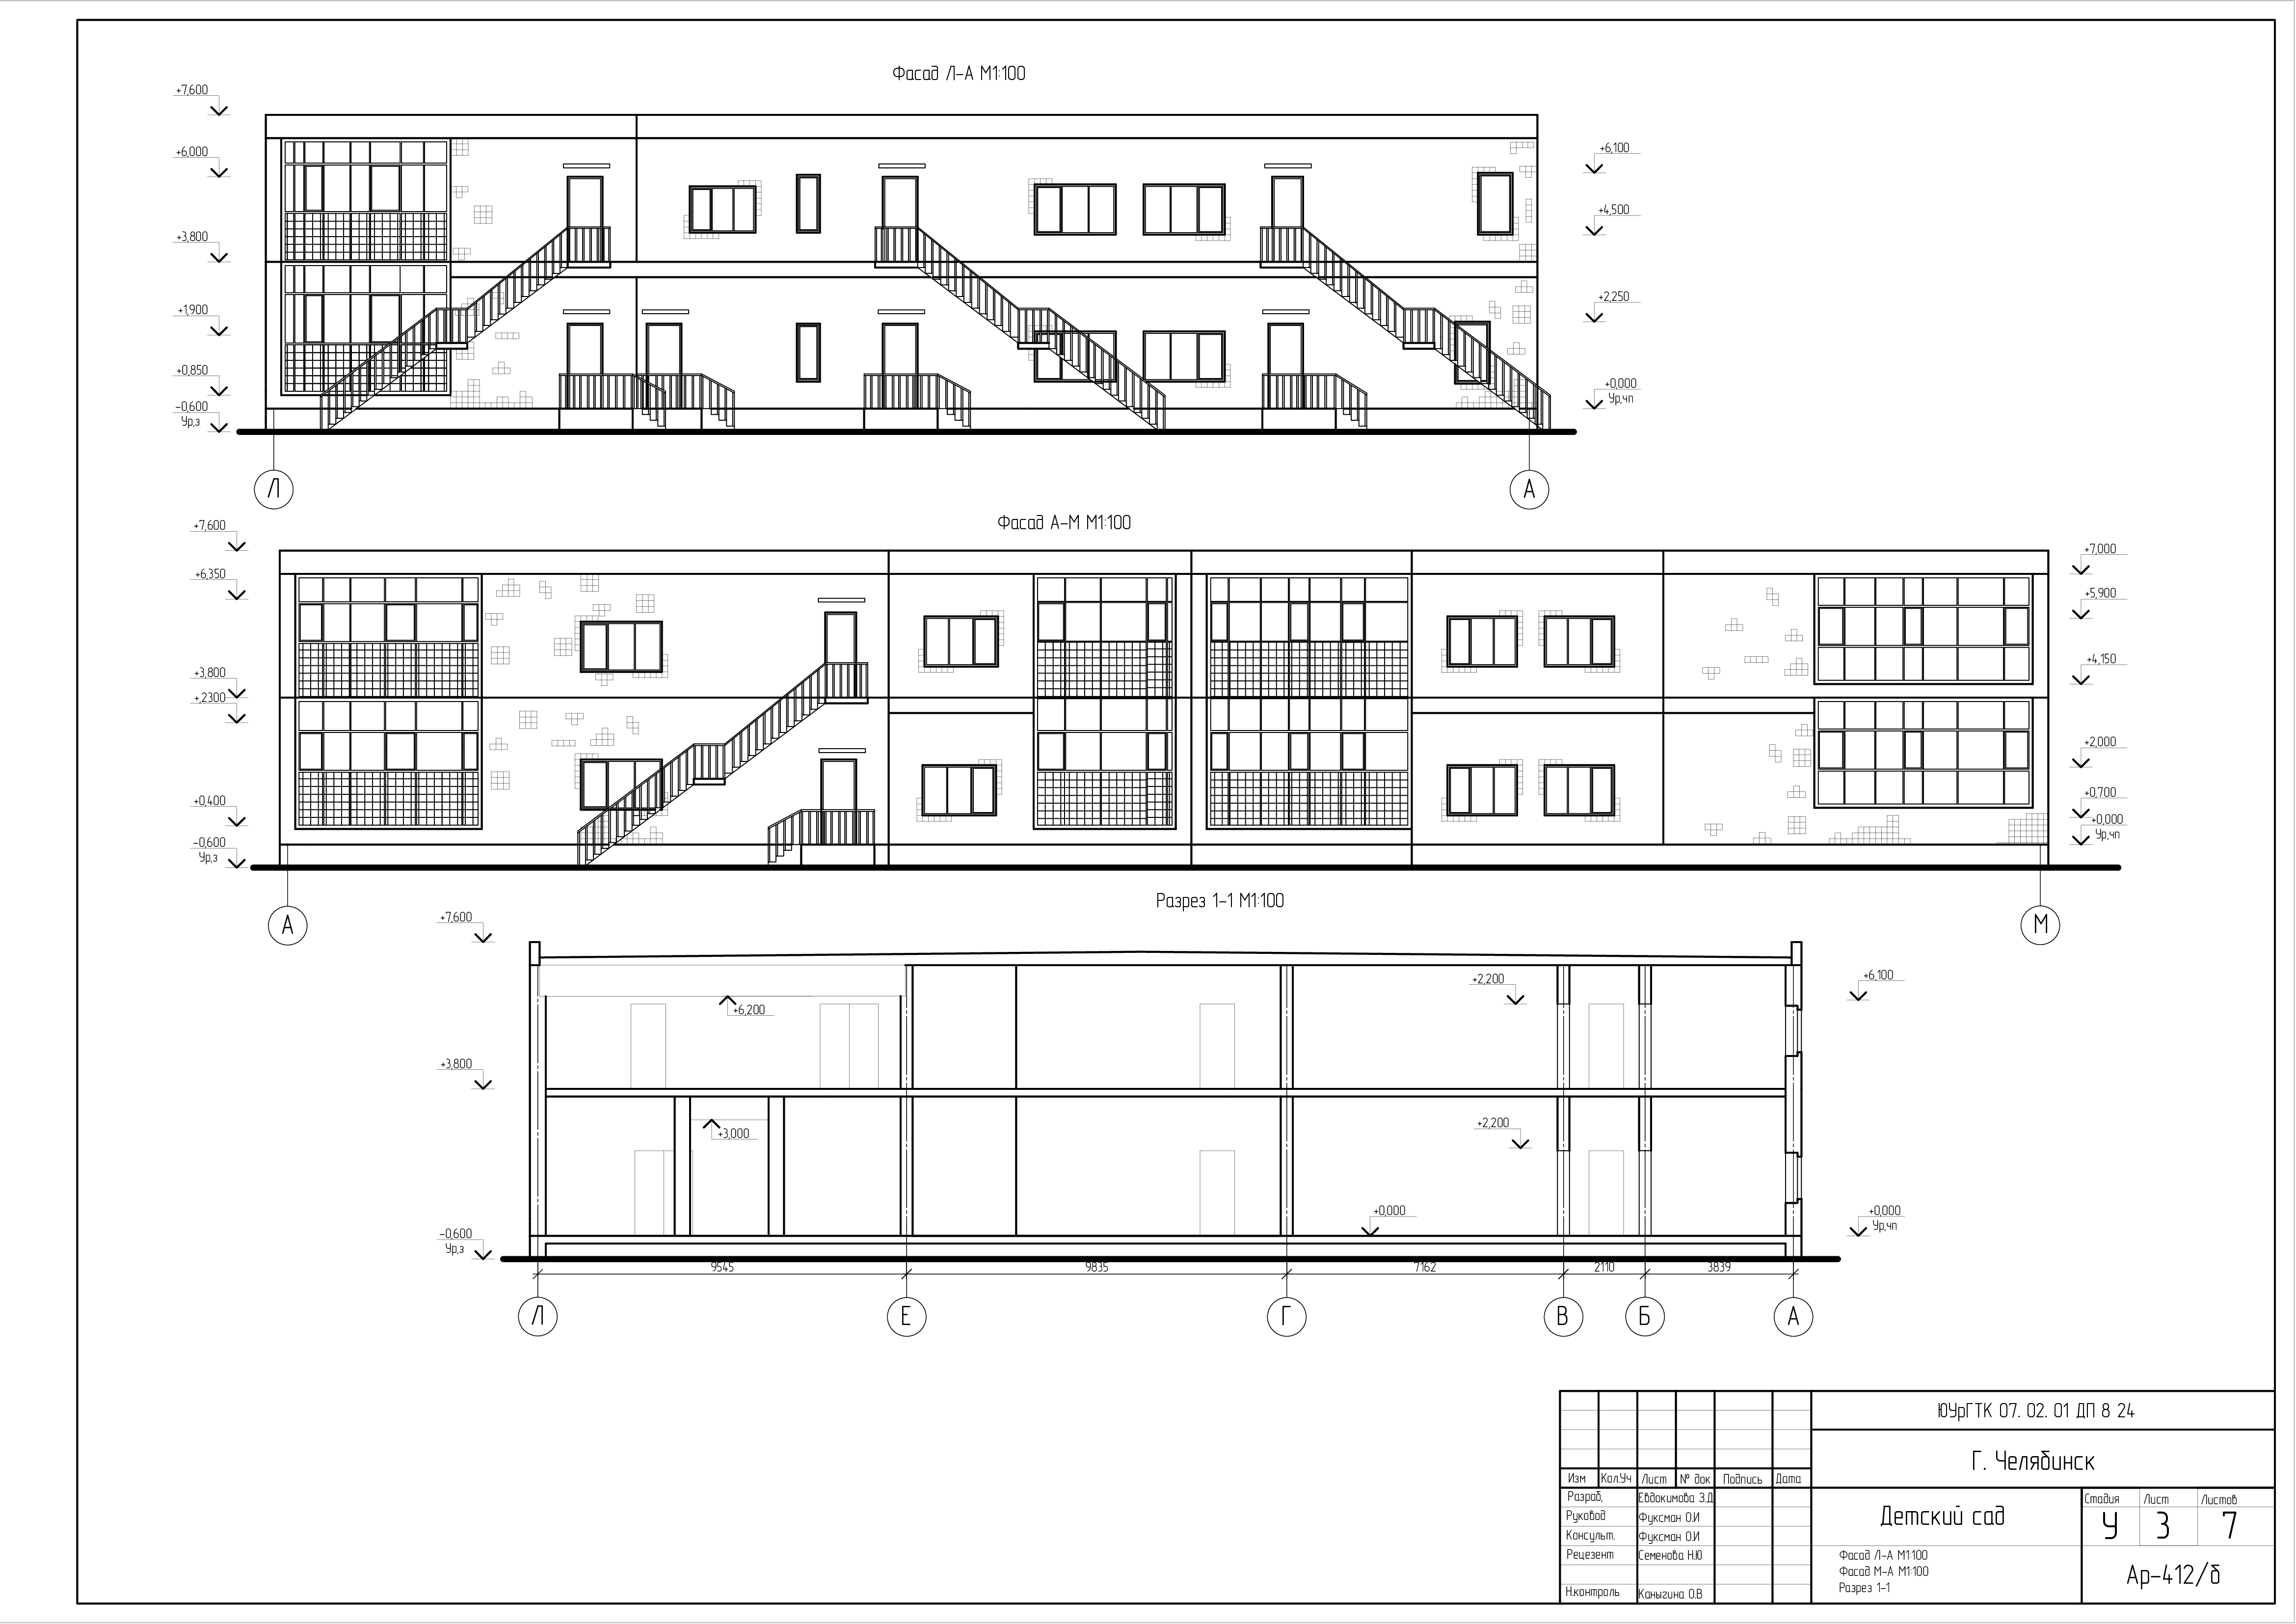 Фасад Л-А М1:100
+7,600
+6,000
+3,800
+1,900
+0,850
-0,600
Ур,з
+6,100
+4,500
+2,250
+0,000
Ур,чп
Л
А
Фасад А-М М1:100
+7,600
+6,350
+3,800
+,2300
+0,400
-0,600
Ур,з
+7,000
+5,900
+4,150
+2,000
+0,700
+0,000
Ур,чп
А
М
Разрез 1-1 М1:100
+7,600
+3,800
-0,600
Ур,з
+6,200
+3,000
+2,200
+2,200
+0,000
+6,100
+0,000
Ур,чп
9545 9835 7162 2110 3839
Л Е Г В Б А
ЮУрГТК 07. 02. 01 ДП 8 24
Г. Челябинск
Изм Кол.Уч Лист № док Подпись Дата
Разраб, Евдокимова З.Д
Руковод Фуксман О.И
Консульт. Фуксман О.И
Рецезент Семенова Н.Ю
Н.контроль Каныгина О.В
Детский сад
Стадия Лист Листов
У 3 7
Фасад Л-А М1:100
Фасад М-А М1:100
Разрез 1-1
Ар-412/б